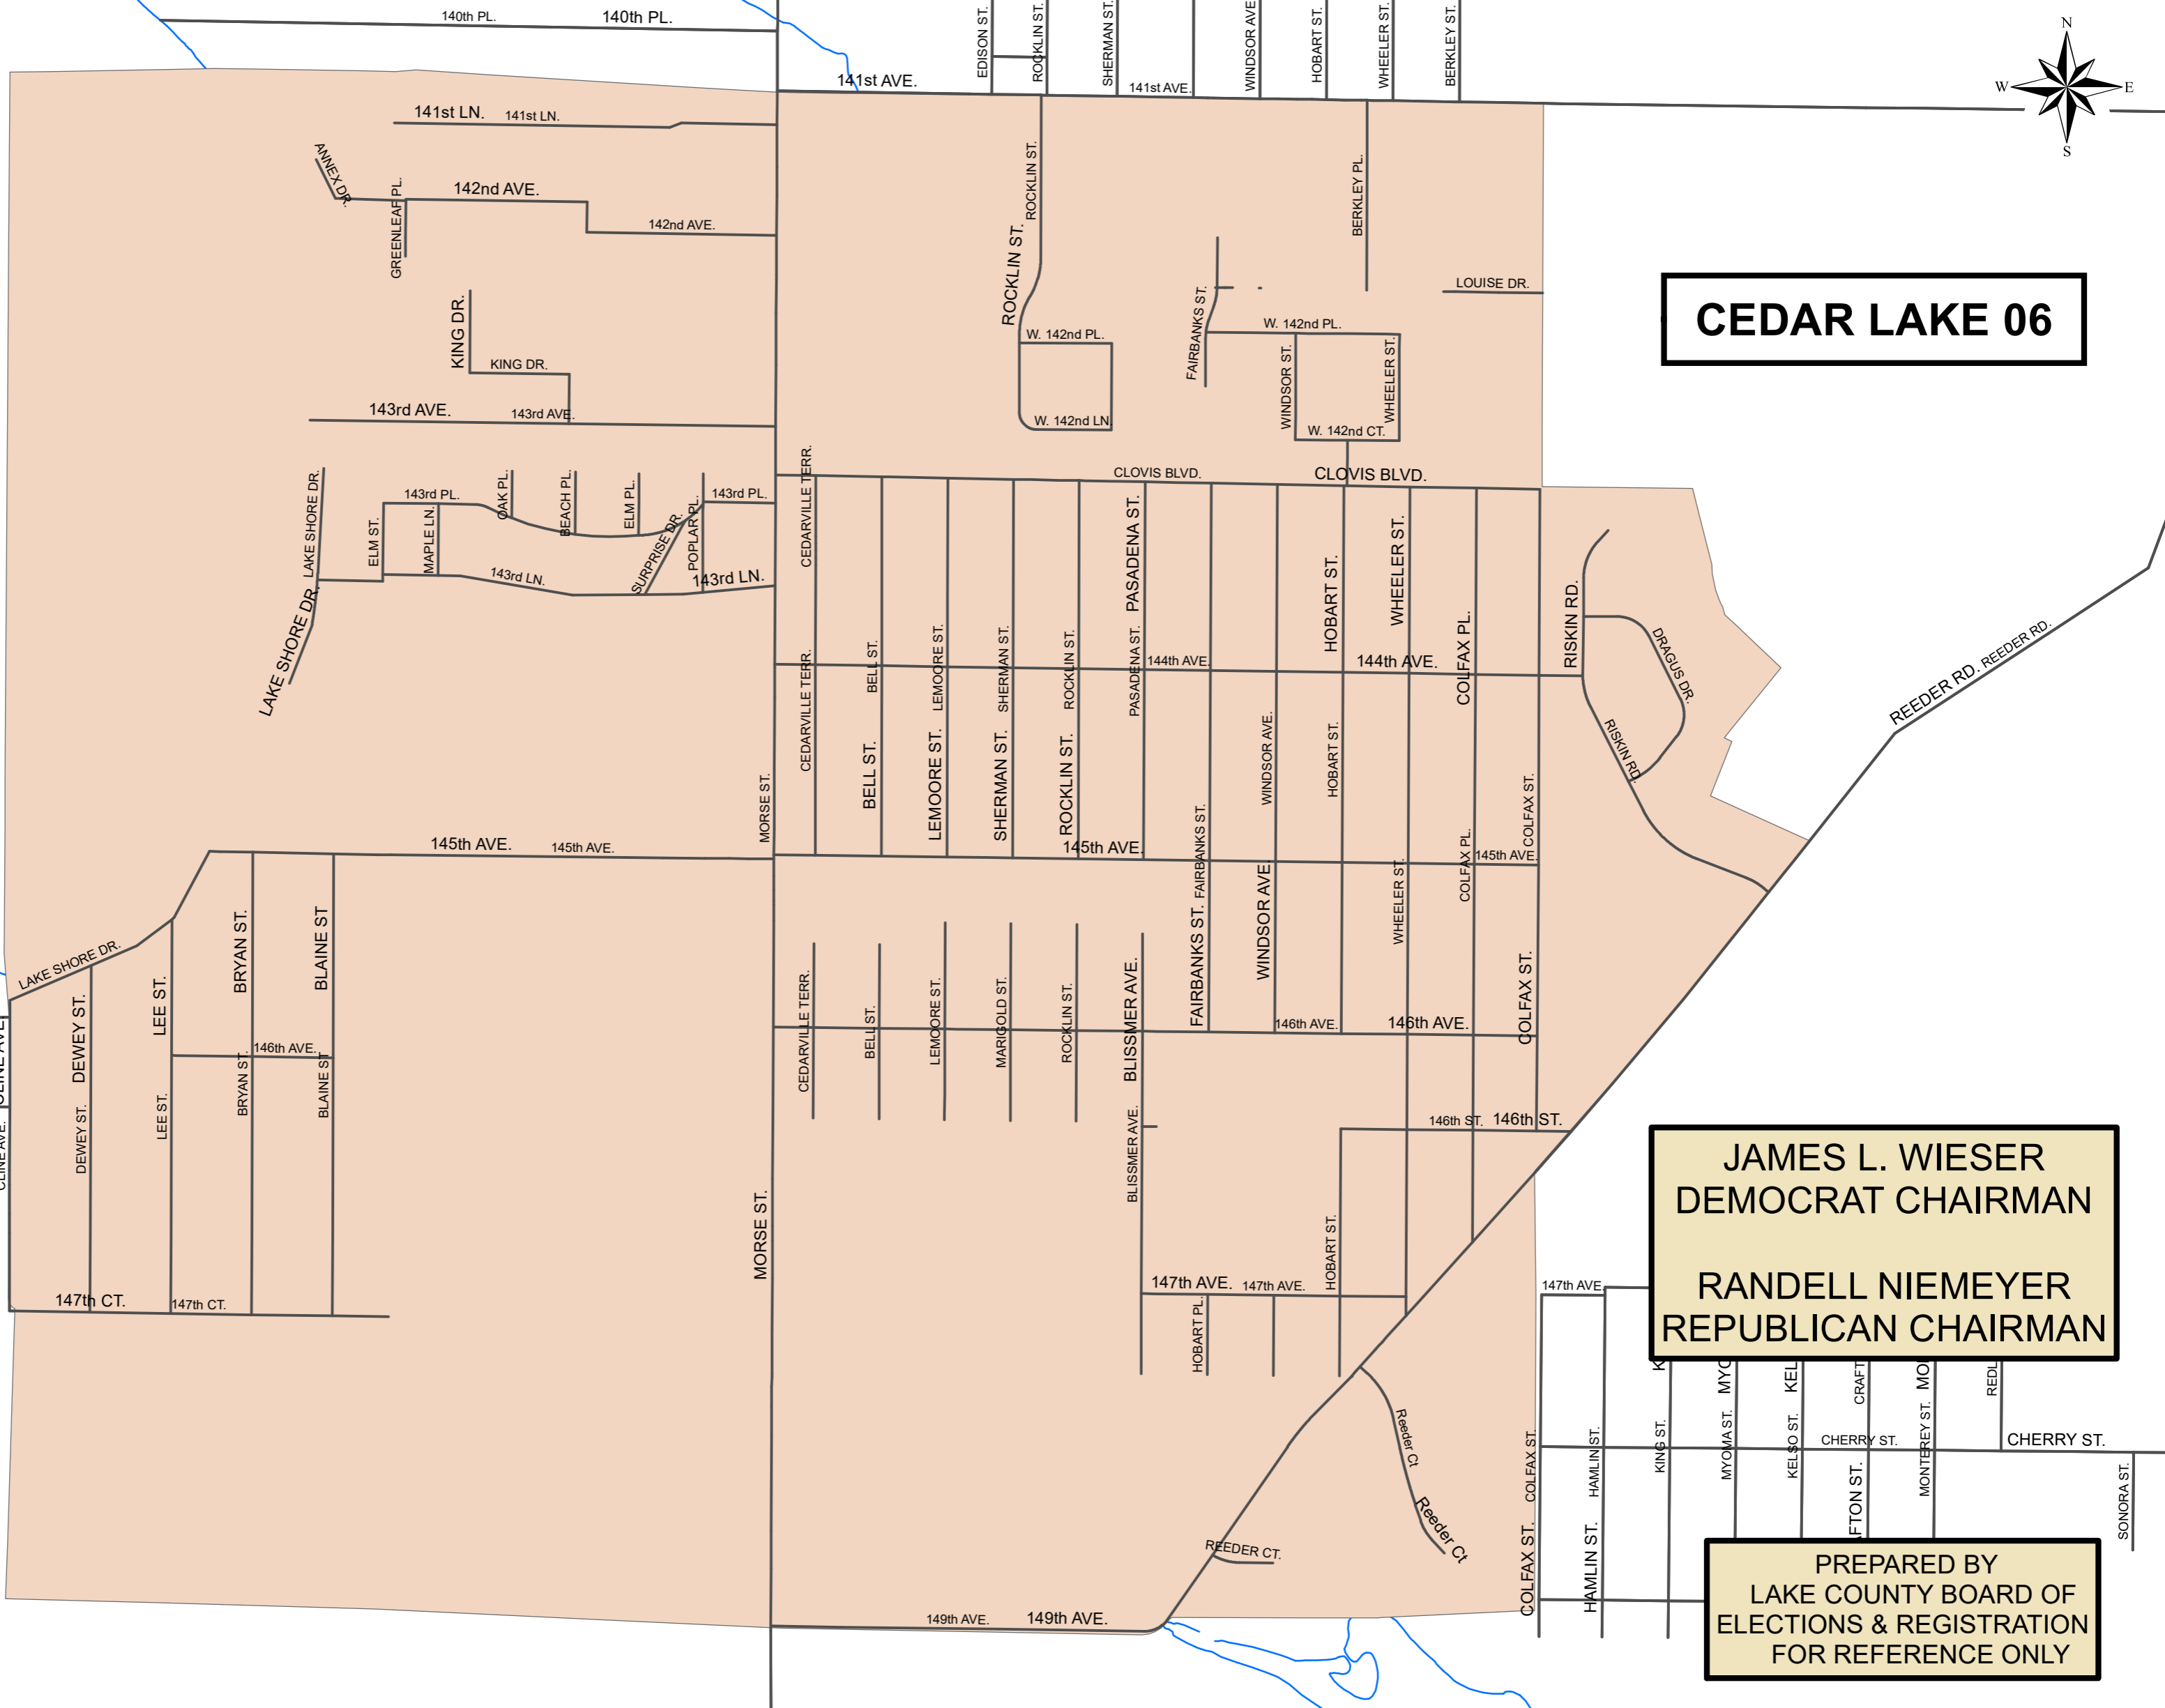 140th PL.
140th PL.
EDISON ST.
ROCKLIN ST.
SHERMAN ST.
WINDSOR AVE
HOBART ST.
WHEELER ST.
BERKLEY ST.
N
W
E
S
141st AVE.
141st AVE.
141st LN.
141st LN.
ANNEX DR.
GREENLEAF PL.
142nd AVE.
142nd AVE.
ROCKLIN ST.
ROCKLIN ST.
BERKLEY PL.
LOUISE DR.
CEDAR LAKE 06
KING DR.
KING DR.
W. 142nd PL.
FAIRBANKS ST.
W. 142nd PL.
WINDSOR ST.
WHEELER ST.
143rd AVE.
143rd AVE.
W. 142nd LN.
W. 142nd CT.
CLOVIS BLVD.
CLOVIS BLVD.
LAKE SHORE DR.
LAKE SHORE DR.
143rd PL.
ELM ST.
MAPLE LN.
OAK PL.
BEACH PL.
ELM PL.
SURPRISE DR.
POPLAR PL.
143rd PL.
143rd LN.
143rd LN.
CEDARVILLE TERR.
CEDARVILLE TERR.
BELL ST.
BELL ST.
LEMOORE ST.
LEMOORE ST.
SHERMAN ST.
SHERMAN ST.
ROCKLIN ST.
ROCKLIN ST.
PASADENA ST.
PASADENA ST.
144th AVE.
144th AVE.
HOBART ST.
HOBART ST.
WHEELER ST.
COLFAX PL.
RISKIN RD.
RISKIN RD.
DRAGUS DR.
REEDER RD.
REEDER RD.
MORSE ST.
WINDSOR AVE.
COLFAX ST.
145th AVE.
145th AVE.
145th AVE.
145th AVE.
FAIRBANKS ST.
FAIRBANKS ST.
WINDSOR AVE.
WHEELER ST.
COLFAX PL.
COLFAX ST.
LAKE SHORE DR.
DEWEY ST.
DEWEY ST.
LEE ST.
LEE ST.
BRYAN ST.
BRYAN ST.
BLAINE ST
BLAINE ST
146th AVE.
CLINE AVE.
CLINE AVE.
CEDARVILLE TERR.
BELL ST.
LEMOORE ST.
MARIGOLD ST.
ROCKLIN ST.
BLISSMER AVE.
BLISSMER AVE.
146th AVE.
146th AVE.
146th ST.
146th ST.
JAMES L. WIESER
DEMOCRAT CHAIRMAN
RANDELL NIEMEYER
REPUBLICAN CHAIRMAN
MORSE ST.
HOBART ST.
147th AVE.
147th AVE.
147th AVE
HOBART PL.
147th CT.
147th CT.
Reeder Ct
Reeder Ct
REEDER CT.
COLFAX ST.
COLFAX ST.
HAMLIN ST.
HAMLIN ST.
K
KING ST.
MYO
MYOMA ST.
KEL
KELSO ST.
CRAFT
AFTON ST.
MO
MONTEREY ST.
REDL
CHERRY ST.
CHERRY ST.
SONORA ST.
149th AVE.
149th AVE.
PREPARED BY
LAKE COUNTY BOARD OF
ELECTIONS & REGISTRATION
FOR REFERENCE ONLY